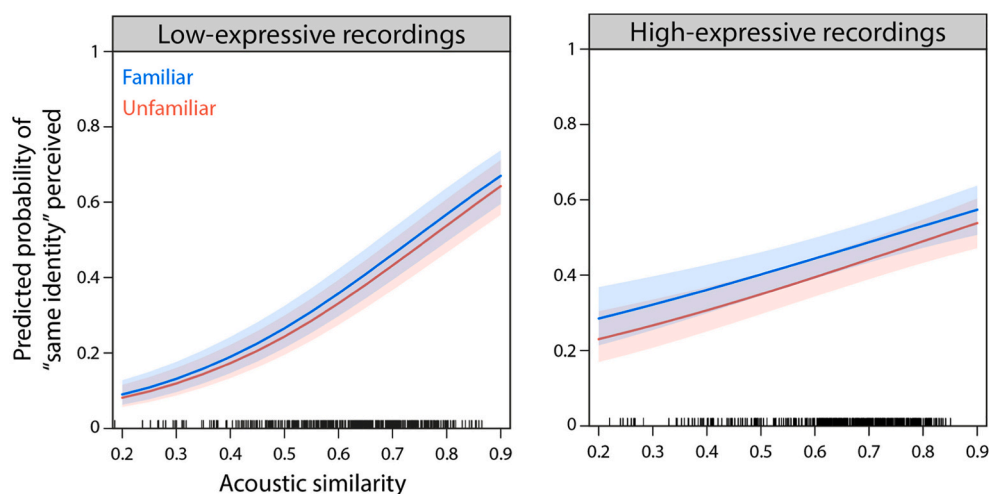 Low-expressive recordings
High-expressive recordings
Familiar
Unfamiliar
Predicted probability of
“same identity” perceived
1
0.8
0.6
0.4
0.2
0
0.2 0.3 0.4 0.5 0.6 0.7 0.8 0.9
Acoustic similarity
1
0.8
0.6
0.4
0.2
0
0.2 0.3 0.4 0.5 0.6 0.7 0.8 0.9